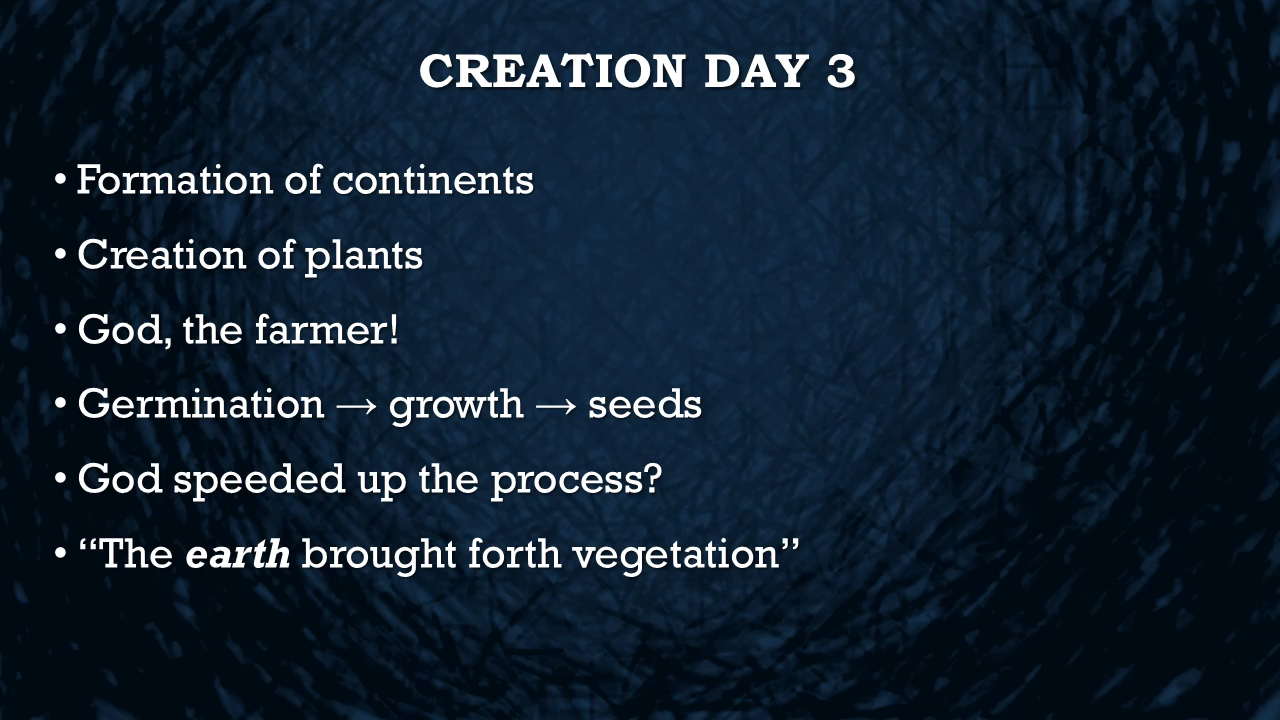 CREATION DAY 3
• Formation of continents
• Creation of plants
• God, the farmer!
• Germination → growth → seeds
• God speeded up the process?
• “The earth brought forth vegetation”